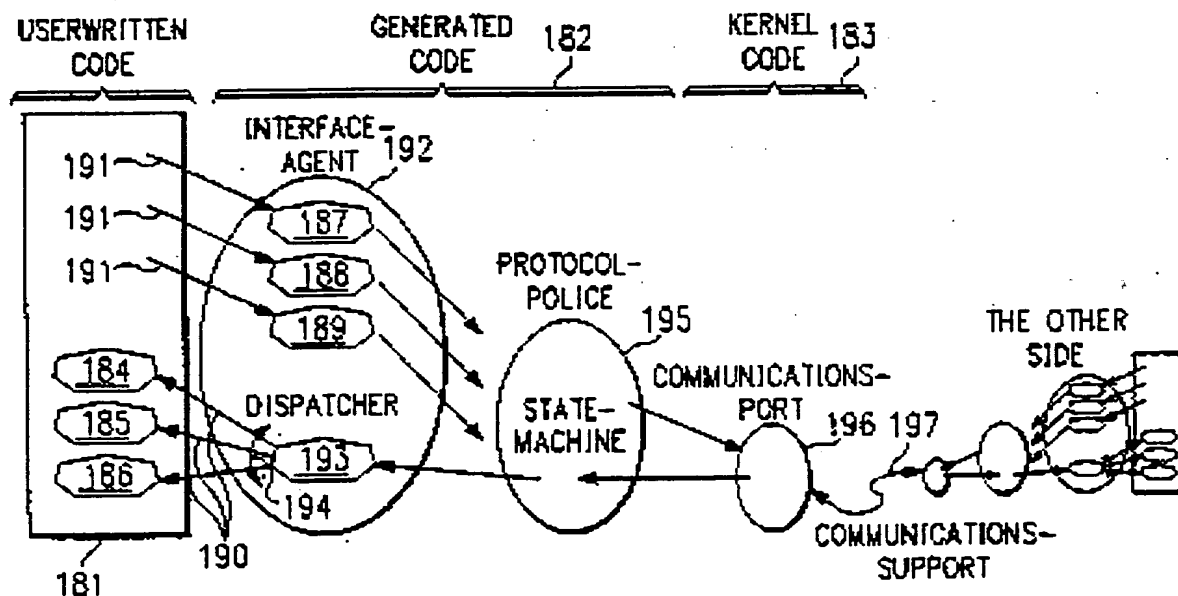 USERWRITTEN
CODE
GENERATED
CODE
182
KERNEL
CODE
183
INTERFACE-
AGENT
192
191
191
191
187
188
189
PROTOCOL-
POLICE
195
THE OTHER
SIDE
184
185
186
DISPATCHER
193
194
STATE-
MACHINE
COMMUNICATIONS-
PORT
196
197
190
181
COMMUNICATIONS-
SUPPORT